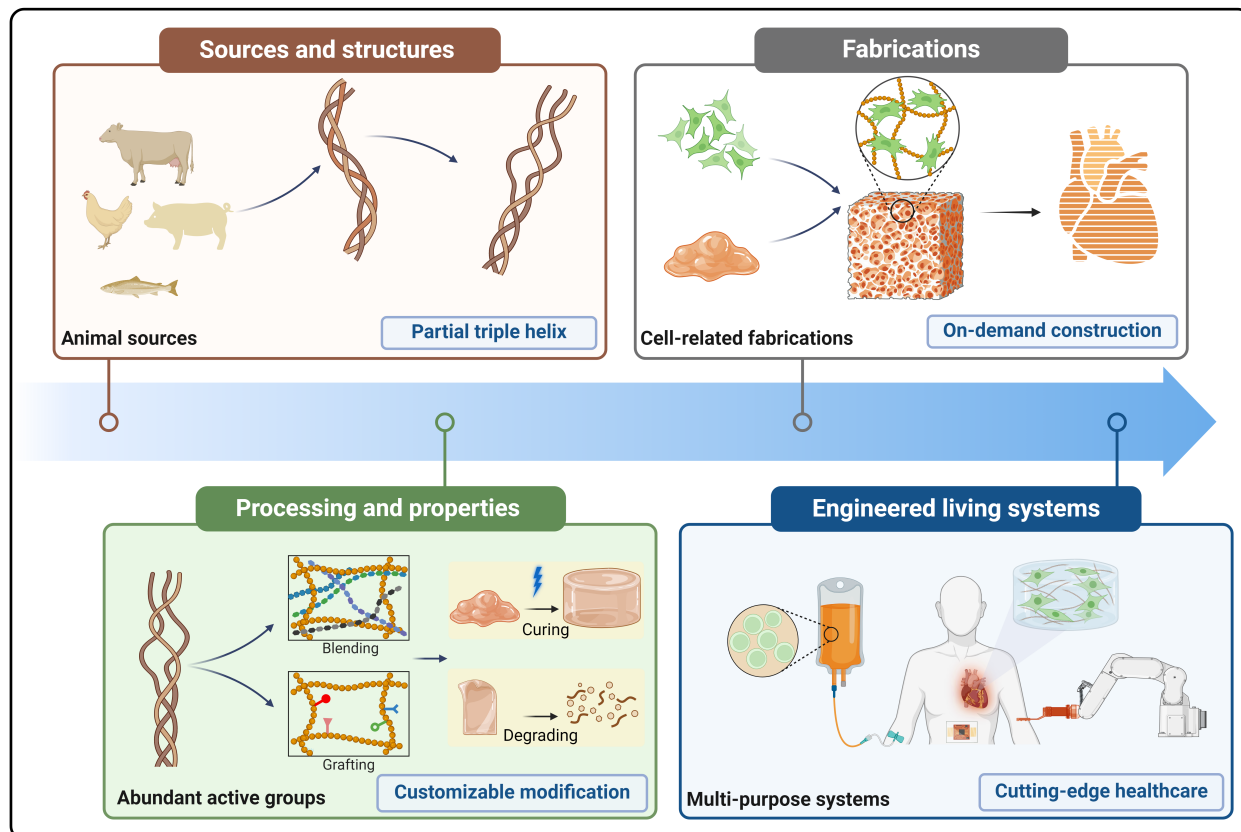 Sources and structures
Animal sources
Partial triple helix
Fabrications
Cell-related fabrications
On-demand construction
Processing and properties
Blending
Grafting
Curing
Degrading
Abundant active groups
Customizable modification
Engineered living systems
Multi-purpose systems
Cutting-edge healthcare